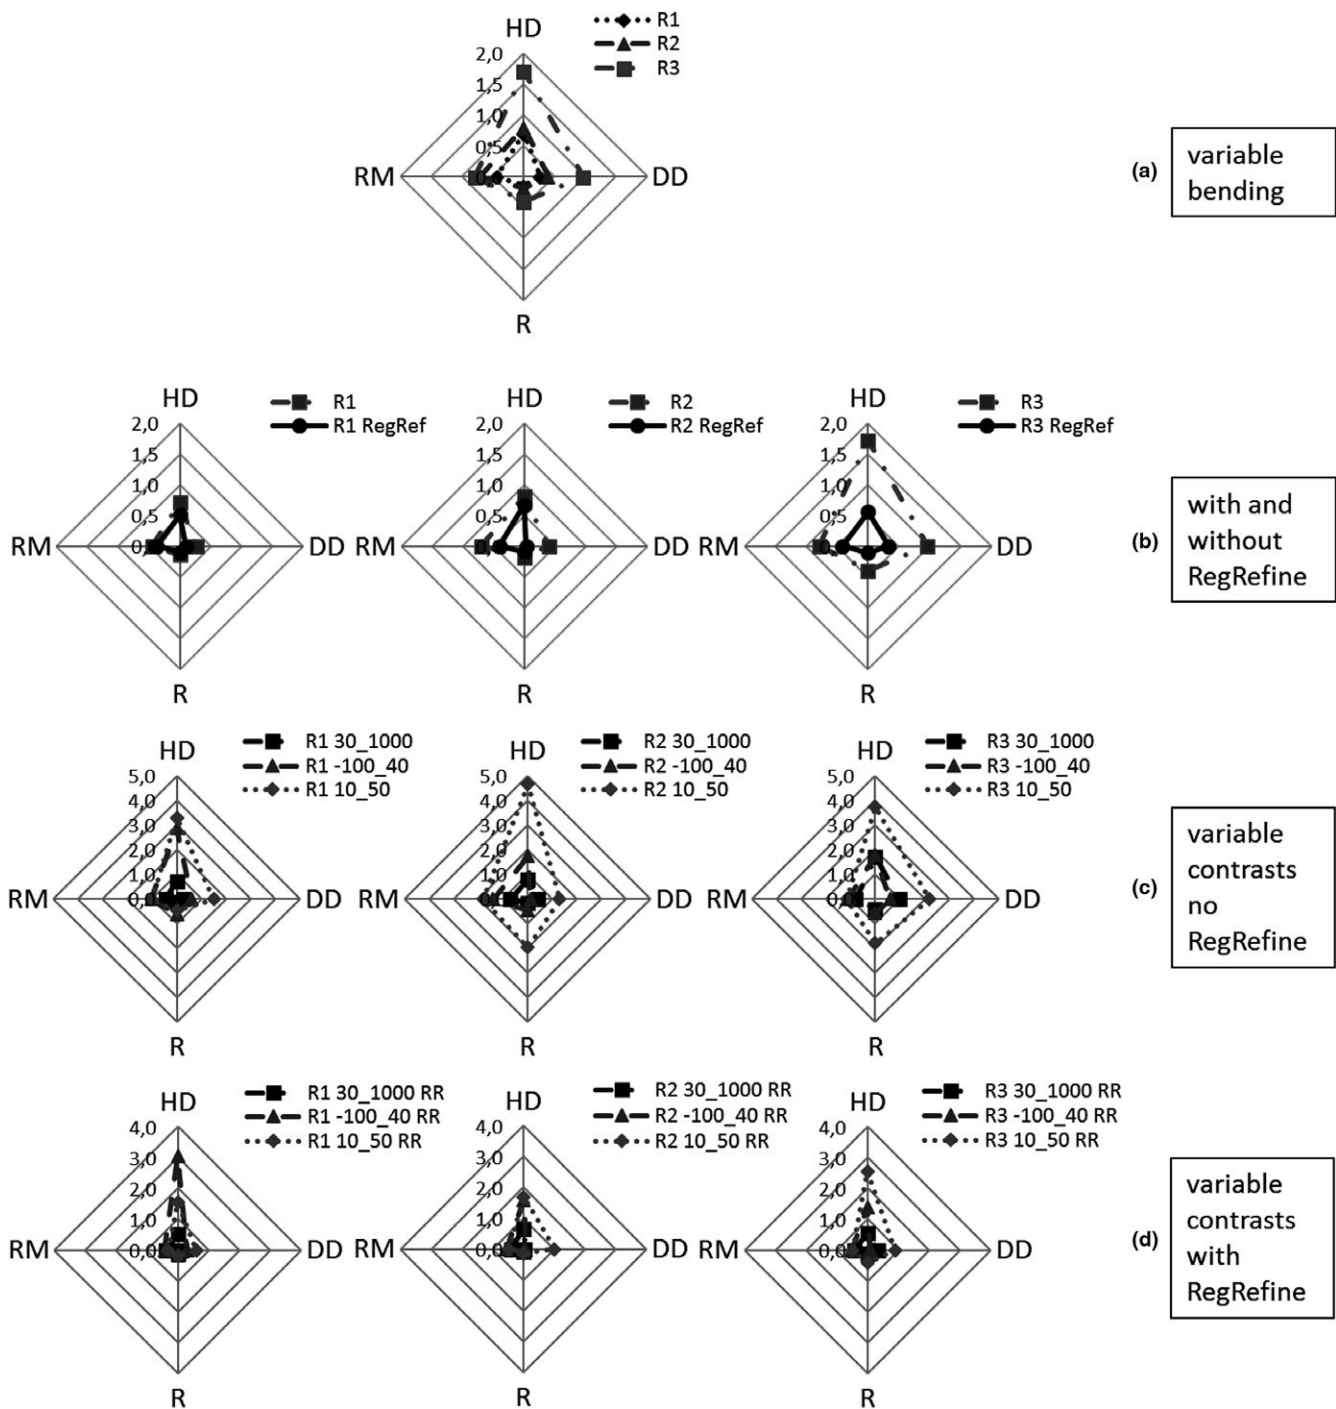 HD
R1
R2
R3
2,0
1,5
1,0
0,5
0,0
RM
DD
R
(a)
variable
bending
HD
R1
R1 RegRef
2,0
1,5
1,0
0,5
RM
DD
R
HD
R2
R2 RegRef
2,0
1,5
1,0
0,5
RM
DD
R
HD
R3
R3 RegRef
2,0
1,5
1,0
0,5
RM
DD
R
(b)
with and
without
RegRefine
HD
R1 30_1000
R1 -100_40
R1 10_50
5,0
4,0
3,0
2,0
1,0
0,0
RM
DD
R
HD
R2 30_1000
R2 -100_40
R2 10_50
5,0
4,0
3,0
2,0
1,0
0,0
RM
DD
R
HD
R3 30_1000
R3 -100_40
R3 10_50
5,0
4,0
3,0
2,0
1,0
0,0
RM
DD
R
(c)
variable
contrasts
no
RegRefine
HD
R1 30_1000 RR
R1 -100_40 RR
R1 10_50 RR
4,0
3,0
2,0
1,0
0,0
RM
DD
R
HD
R2 30_1000 RR
R2 -100_40 RR
R2 10_50 RR
4,0
3,0
2,0
1,0
0,0
RM
DD
R
HD
R3 30_1000 RR
R3 -100_40 RR
R3 10_50 RR
4,0
3,0
2,0
1,0
0,0
RM
DD
R
(d)
variable
contrasts
with
RegRefine